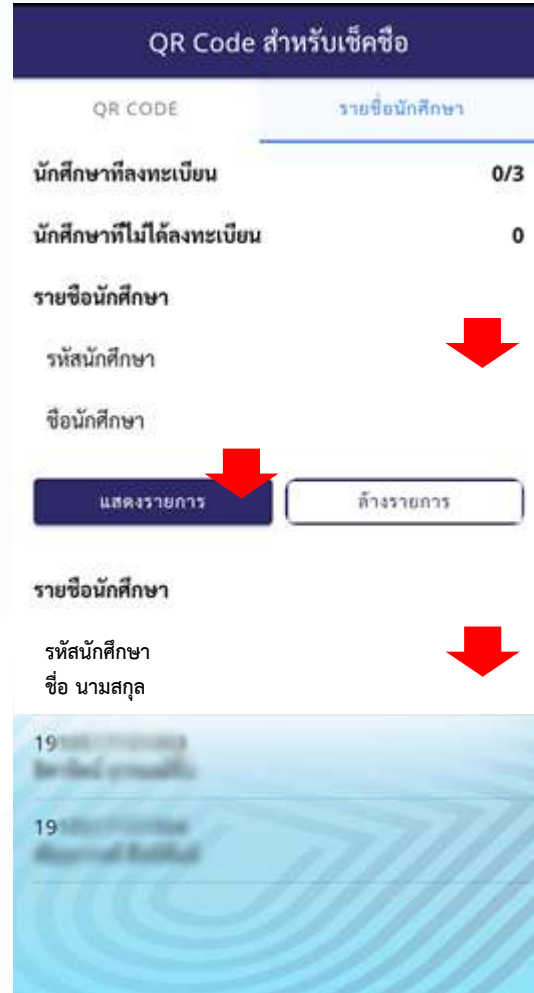 QR Code สำหรับเช็คชื่อ
QR CODE รายชื่อนักศึกษา
นักศึกษาที่ลงทะเบียน 0/3
นักศึกษาที่ไม่ได้ลงทะเบียน 0
รายชื่อนักศึกษา
รหัสนักศึกษา
ชื่อนักศึกษา
แสดงรายการ ล้างรายการ
รายชื่อนักศึกษา
รหัสนักศึกษา
ชื่อ นามสกุล
19
19